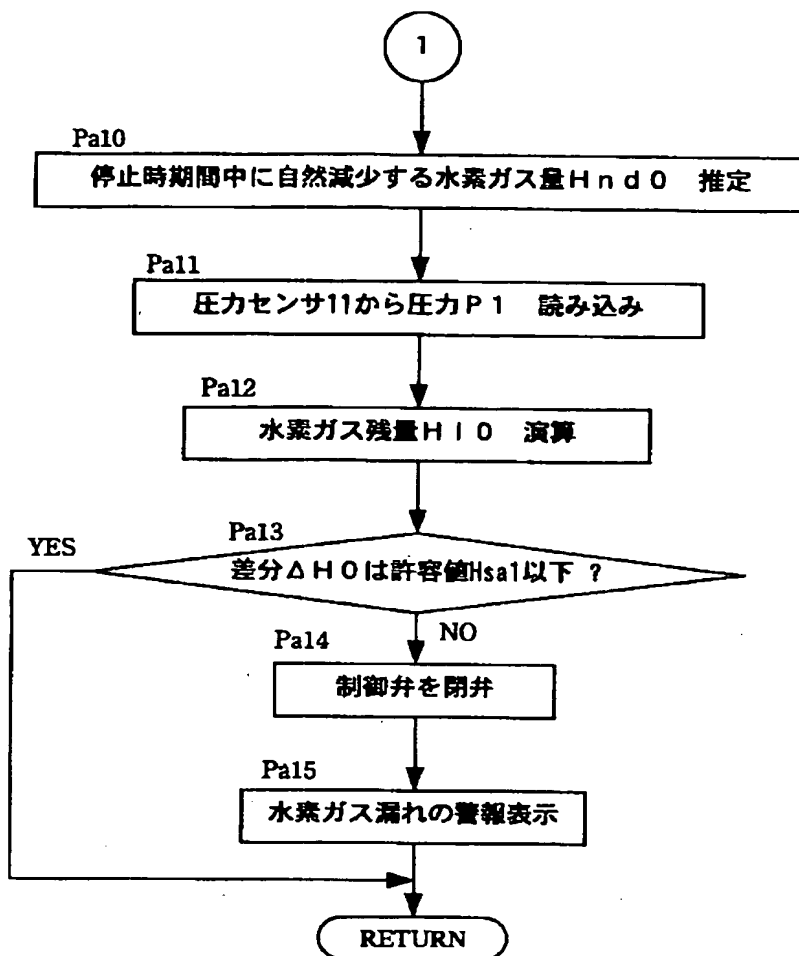 1
Pa10
停止時期間中に自然減少する水素ガス量Ｈｎｄ０　推定
Pa11
圧力センサ11から圧力Ｐ１　読み込み
Pa12
水素ガス残量Ｈｌ０　演算
Pa13
YES
差分ΔＨ０は許容値Hsa1以下 ？
NO
Pa14
制御弁を閉弁
Pa15
水素ガス漏れの警報表示
RETURN